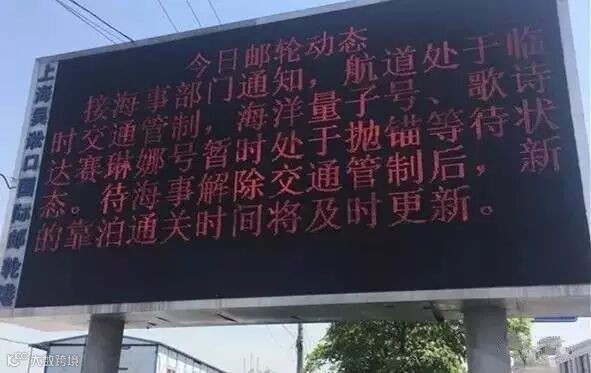 今日邮轮动态
接海事部门通知，航道处于临
时交通管制，海洋量子号、歌诗
达赛琳娜号暂时处于抛锚等待状
态。待海事解除交通管制后，新
的靠泊通关时间将及时更新。
上海吴淞口国际邮轮港
大数跨境